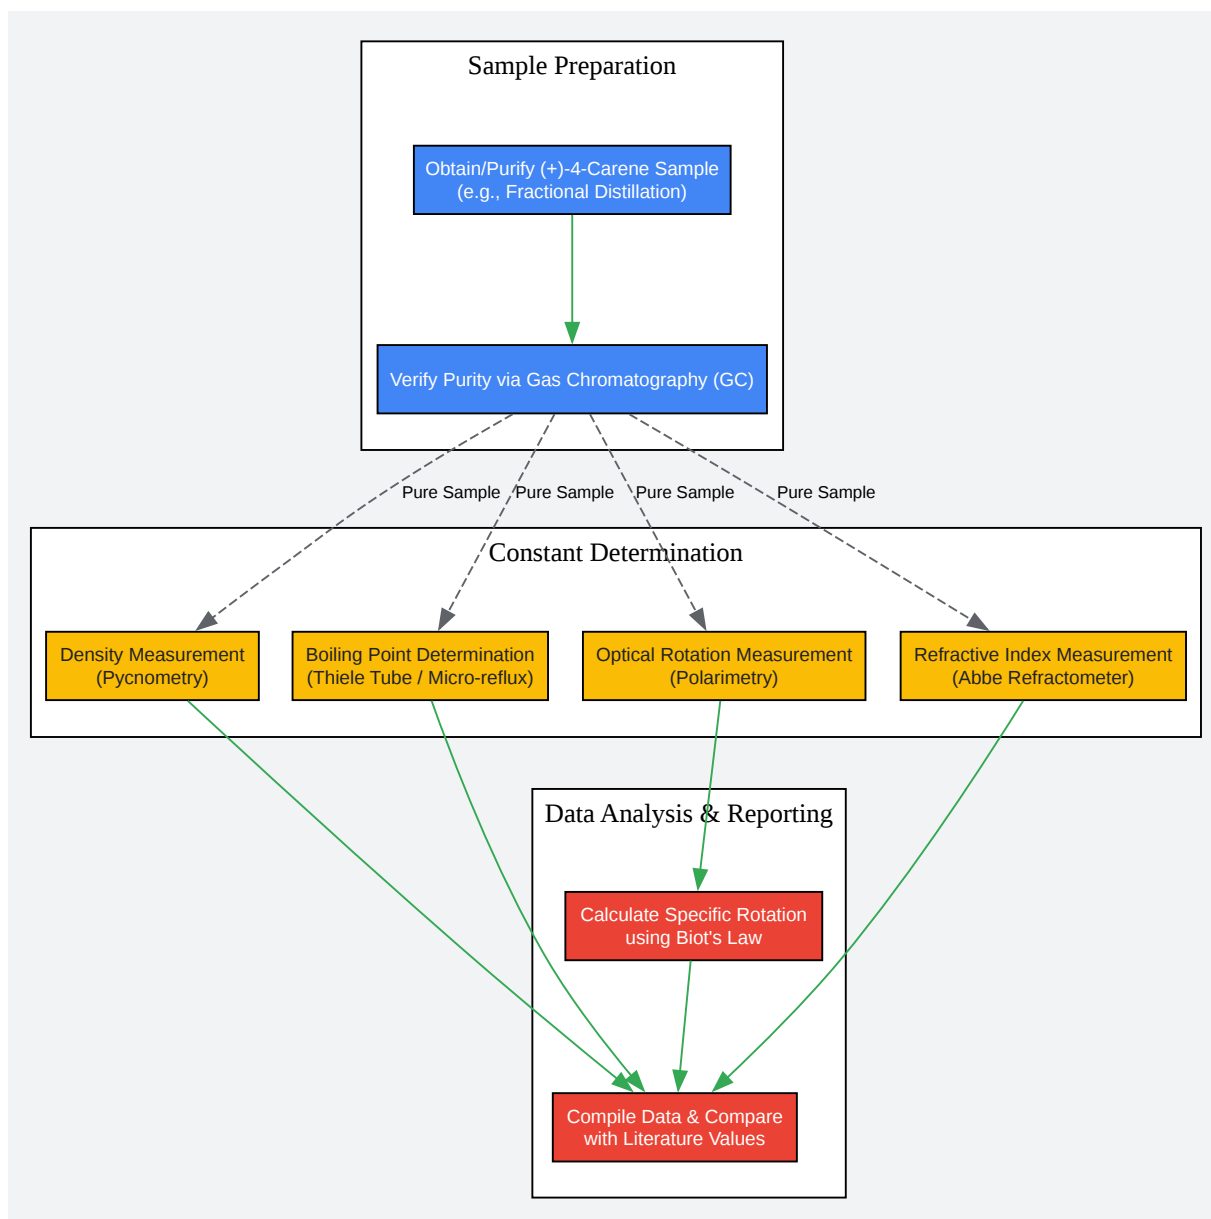 Sample Preparation
Obtain/Purify (+)-4-Carene Sample
(e.g., Fractional Distillation)
Verify Purity via Gas Chromatography (GC)
Pure Sample
Pure Sample
Pure Sample
Pure Sample
Constant Determination
Density Measurement
(Pycnometry)
Boiling Point Determination
(Thiele Tube / Micro-reflux)
Optical Rotation Measurement
(Polarimetry)
Refractive Index Measurement
(Abbe Refractometer)
Data Analysis & Reporting
Calculate Specific Rotation
using Biot's Law
Compile Data & Compare
with Literature Values